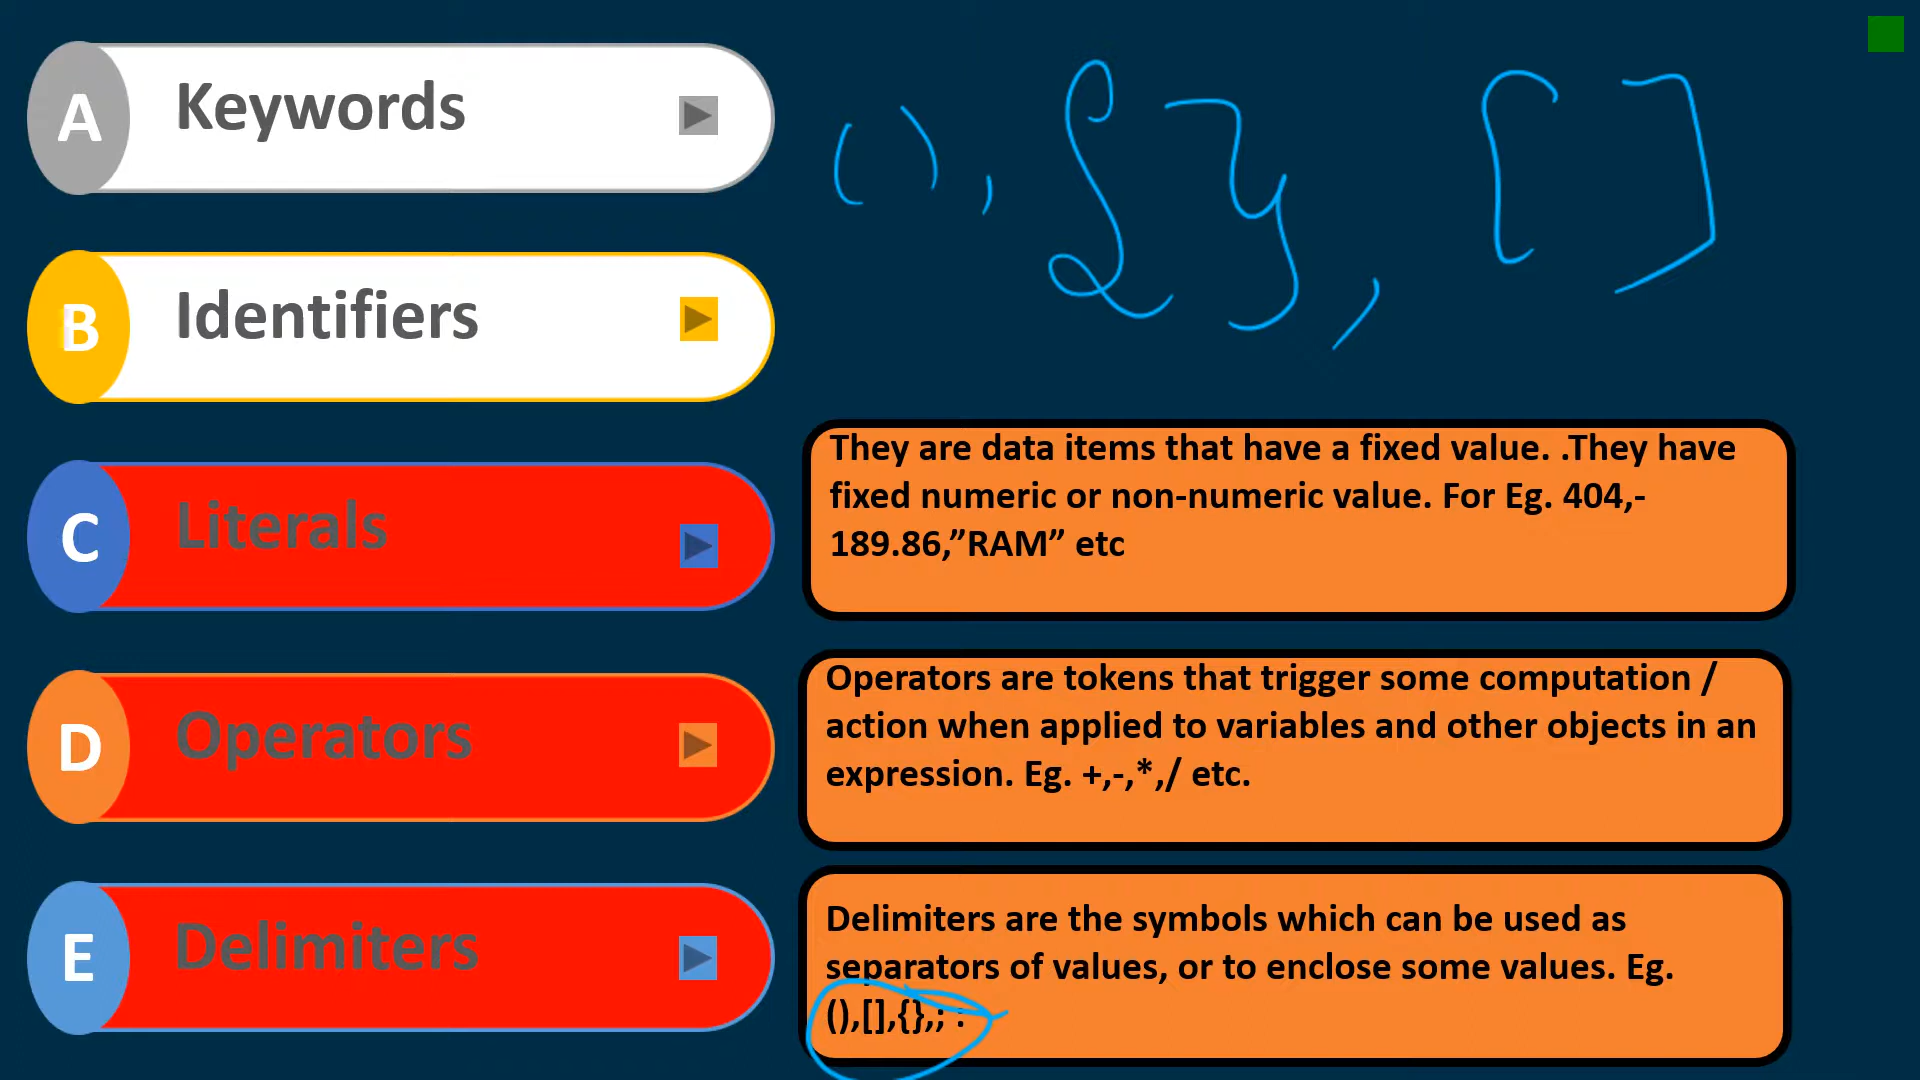 A Keywords
(), {}, []
B Identifiers
C Literals
They are data items that have a fixed value. .They have
fixed numeric or non-numeric value. For Eg. 404,-
189.86,”RAM” etc
D Operators
Operators are tokens that trigger some computation /
action when applied to variables and other objects in an
expression. Eg. +,-,*,/ etc.
E Delimiters
Delimiters are the symbols which can be used as
separators of values, or to enclose some values. Eg.
(),[],{},; :